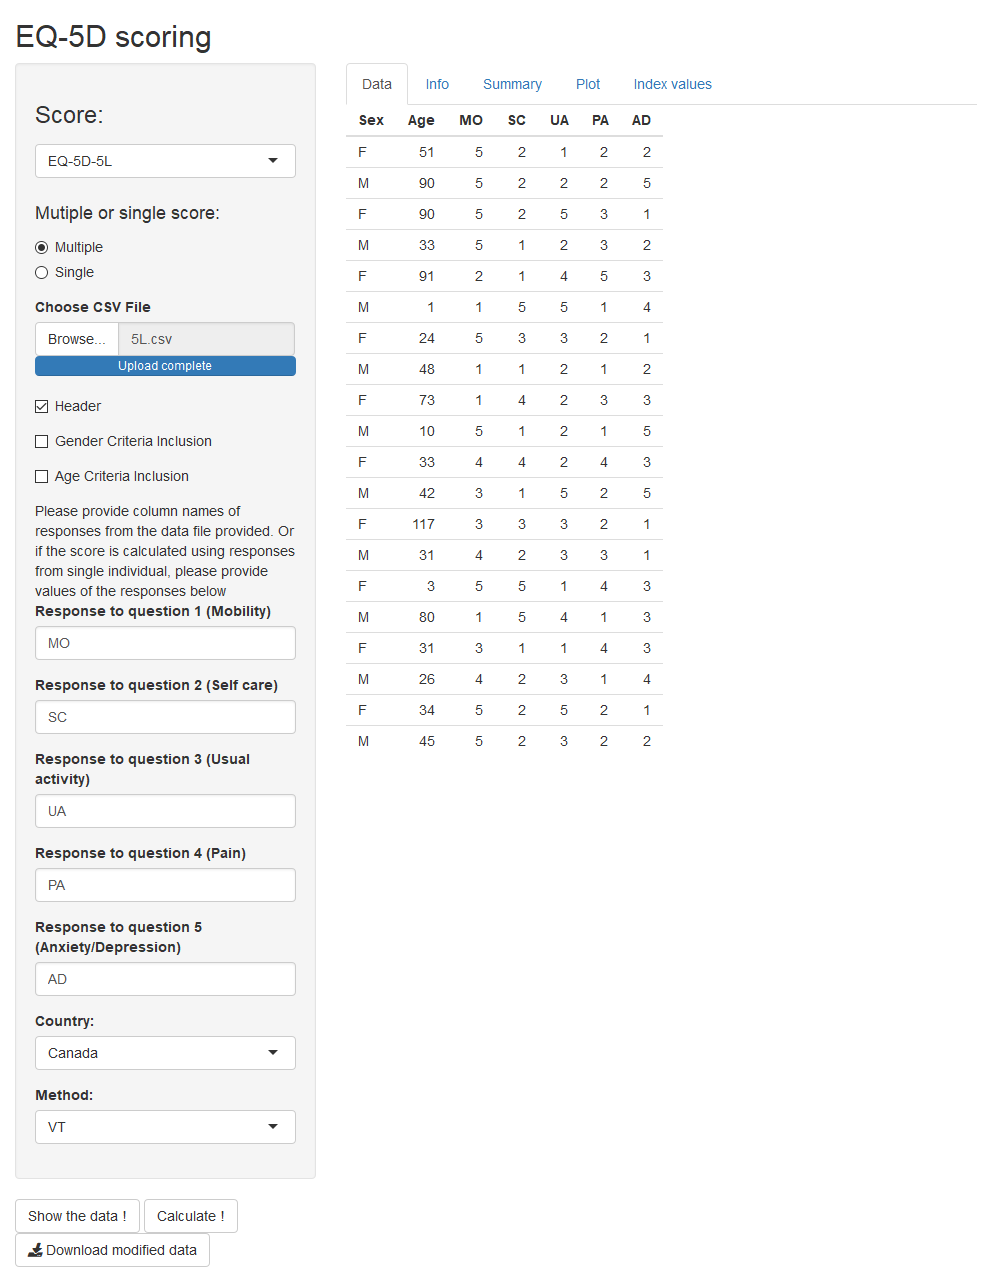 EQ-5D scoring
Score:
EQ-5D-5L
Mutiple or single score:
Multiple
Single
Choose CSV File
Browse... 5L.csv
Upload complete
Header
Gender Criteria Inclusion
Age Criteria Inclusion
Please provide column names of
responses from the data file provided. Or
if the score is calculated using responses
from single individual, please provide
values of the responses below
Response to question 1 (Mobility)
MO
Response to question 2 (Self care)
SC
Response to question 3 (Usual
activity)
UA
Response to question 4 (Pain)
PA
Response to question 5
(Anxiety/Depression)
AD
Country:
Canada
Method:
VT
Show the data ! Calculate !
Download modified data
Data Info Summary Plot Index values
Sex Age MO SC UA PA AD
F 51 5 2 1 2 2
M 90 5 2 2 2 5
F 90 5 2 5 3 1
M 33 5 1 2 3 2
F 91 2 1 4 5 3
M 1 1 5 5 1 4
F 24 5 3 3 2 1
M 48 1 1 2 1 2
F 73 1 4 2 3 3
M 10 5 1 2 1 5
F 33 4 4 2 4 3
M 42 3 1 5 2 5
F 117 3 3 3 2 1
M 31 4 2 3 3 1
F 3 5 5 1 4 3
M 80 1 5 4 1 3
F 31 3 1 1 4 3
M 26 4 2 3 1 4
F 34 5 2 5 2 1
M 45 5 2 3 2 2